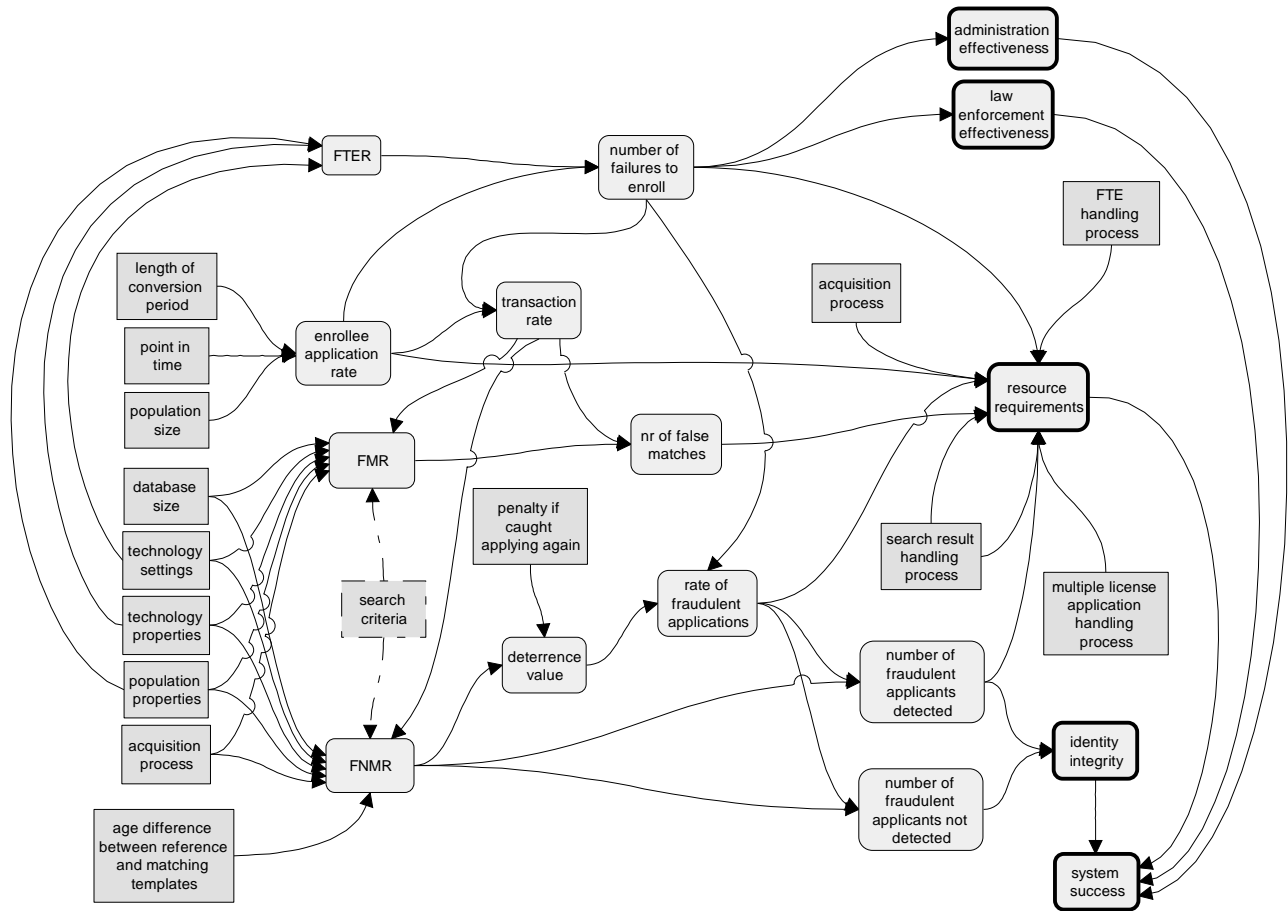 administration
effectiveness
law
enforcement
effectiveness
FTER
number of
failures to
enroll
FTE
handling
process
length of
conversion
period
acquisition
process
transaction
rate
enrollee
application
rate
point in
time
resource
requirements
population
size
nr of false
matches
FMR
database
size
penalty if
caught
applying again
technology
settings
search result
handling
process
search
criteria
rate of
fraudulent
applications
multiple license
application
handling
process
technology
properties
deterrence
value
number of
fraudulent
applicants
detected
population
properties
acquisition
process
FNMR
identity
integrity
number of
fraudulent
applicants not
detected
age difference
between reference
and matching
templates
system
success